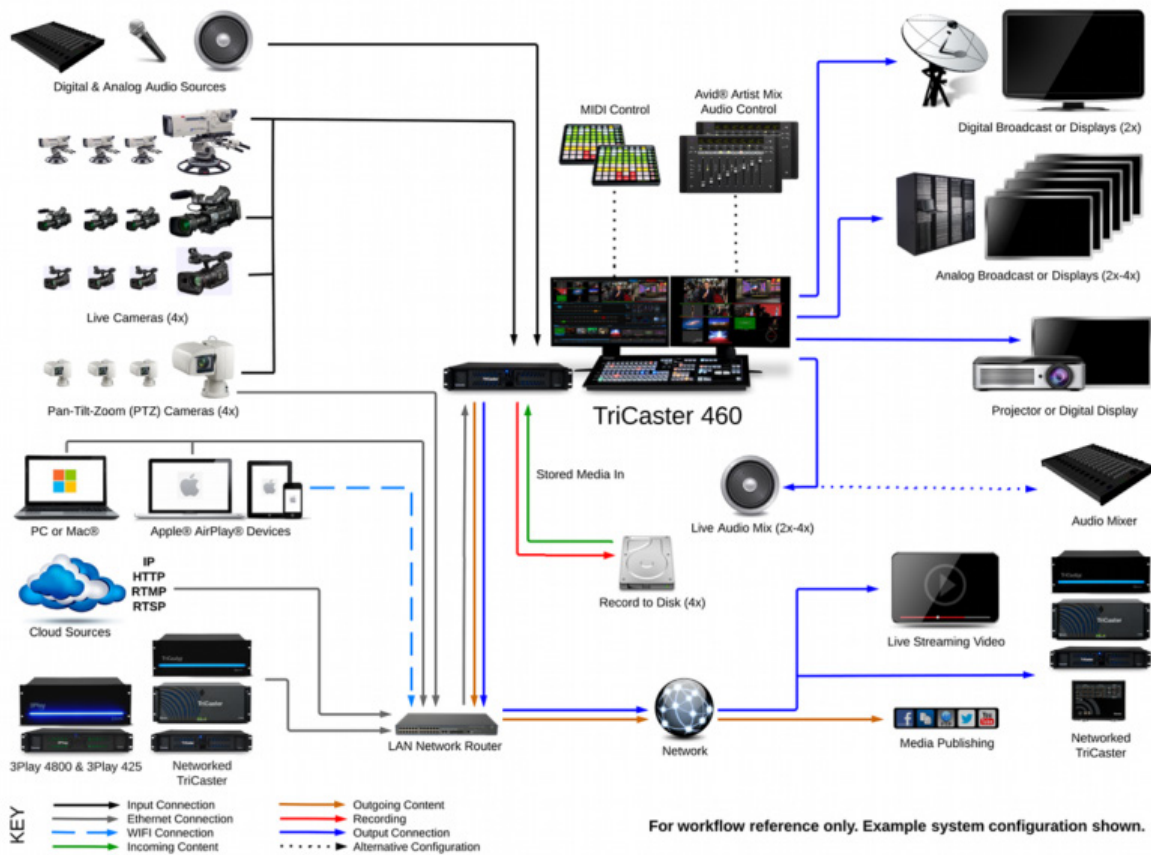 Digital & Analog Audio Sources
MIDI Control
Avid® Artist Mix
Audio Control
Digital Broadcast or Displays (2x)
Analog Broadcast or Displays (2x-4x)
Live Cameras (4x)
Pan-Tilt-Zoom (PTZ) Cameras (4x)
TriCaster 460
Projector or Digital Display
Stored Media In
PC or Mac®
Apple® AirPlay® Devices
Live Audio Mix (2x-4x)
Audio Mixer
IP
HTTP
RTMP
RTSP
Cloud Sources
Record to Disk (4x)
Live Streaming Video
TriCaster
3Play
TriCaster
LAN Network Router
Network
Media Publishing
Networked
TriCaster
3Play 4800 & 3Play 425
Networked
TriCaster
KEY
Input Connection
Ethernet Connection
WIFI Connection
Incoming Content
Outgoing Content
Recording
Output Connection
Alternative Configuration
For workflow reference only. Example system configuration shown.